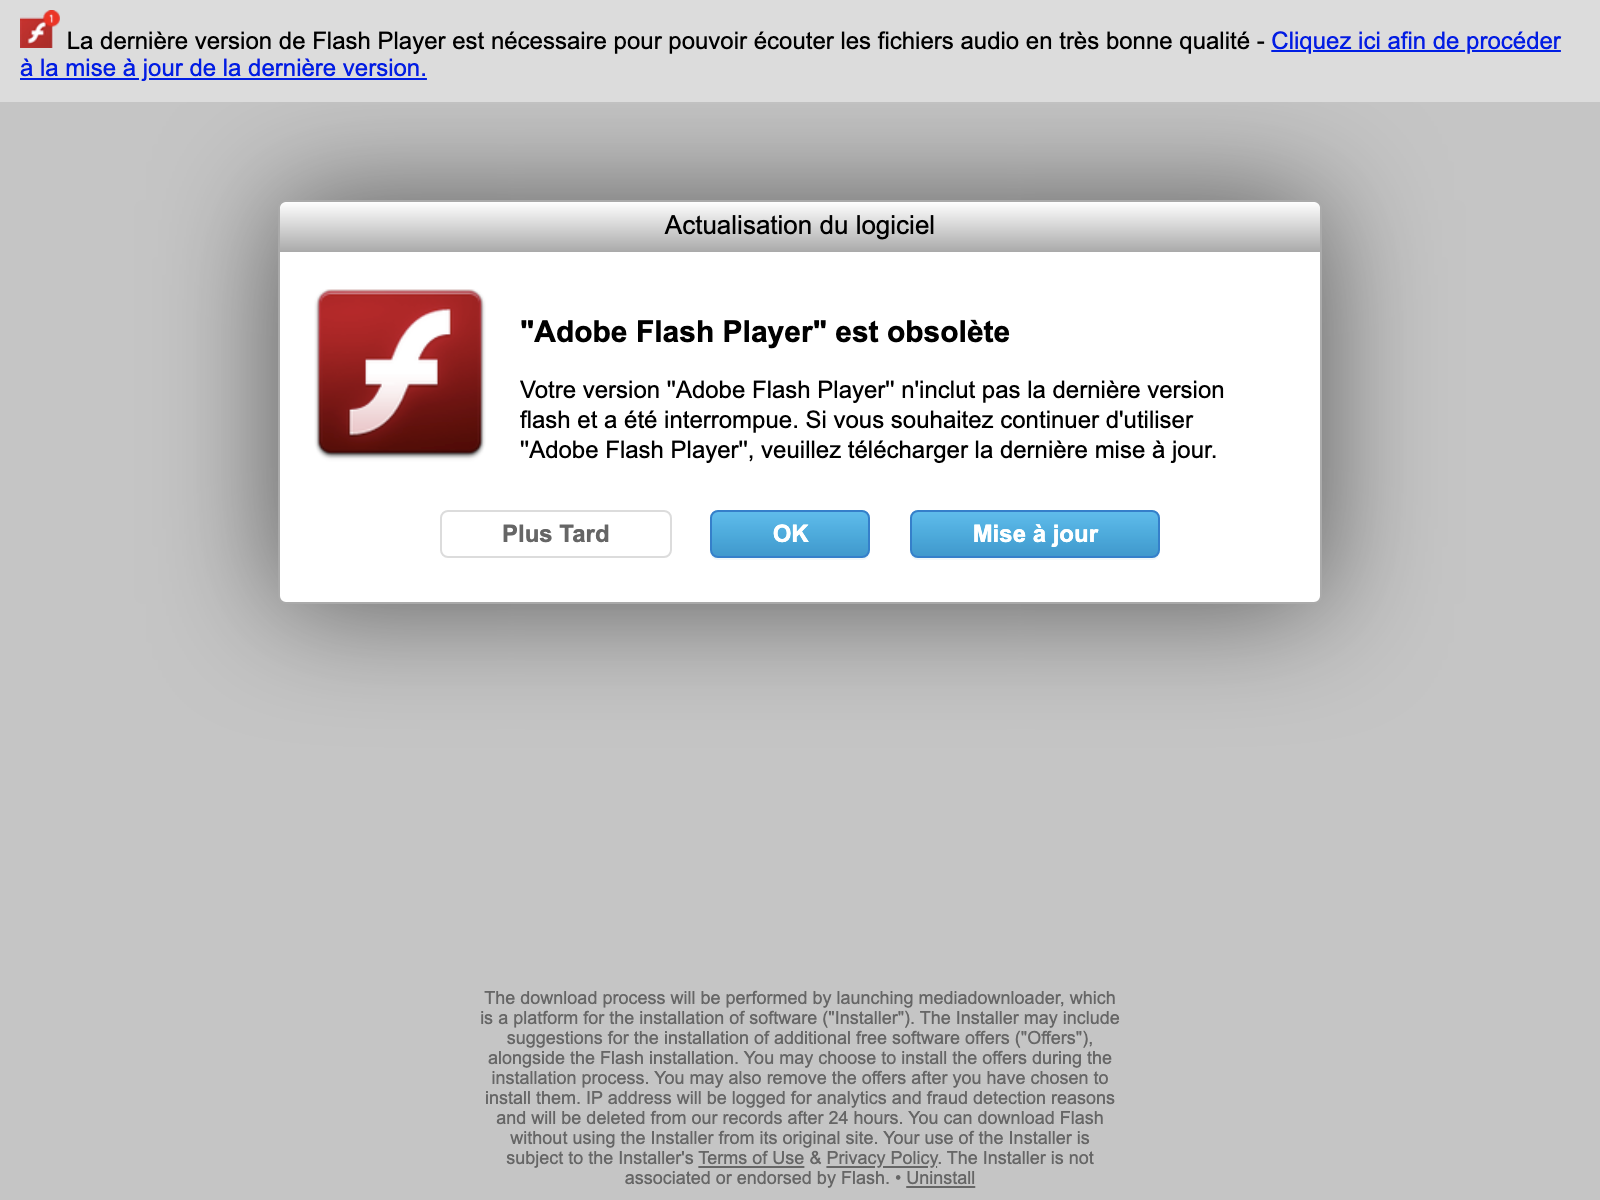 1
La dernière version de Flash Player est nécessaire pour pouvoir écouter les fichiers audio en très bonne qualité - Cliquez ici afin de procéder
à la mise à jour de la dernière version.
Actualisation du logiciel
"Adobe Flash Player" est obsolète
Votre version "Adobe Flash Player" n'inclut pas la dernière version
flash et a été interrompue. Si vous souhaitez continuer d'utiliser
"Adobe Flash Player", veuillez télécharger la dernière mise à jour.
Plus Tard
OK
Mise à jour
The download process will be performed by launching mediadownloader, which
is a platform for the installation of software ("Installer"). The Installer may include
suggestions for the installation of additional free software offers ("Offers"),
alongside the Flash installation. You may choose to install the offers during the
installation process. You may also remove the offers after you have chosen to
install them. IP address will be logged for analytics and fraud detection reasons
and will be deleted from our records after 24 hours. You can download Flash
without using the Installer from its original site. Your use of the Installer is
subject to the Installer's Terms of Use & Privacy Policy. The Installer is not
associated or endorsed by Flash. • Uninstall